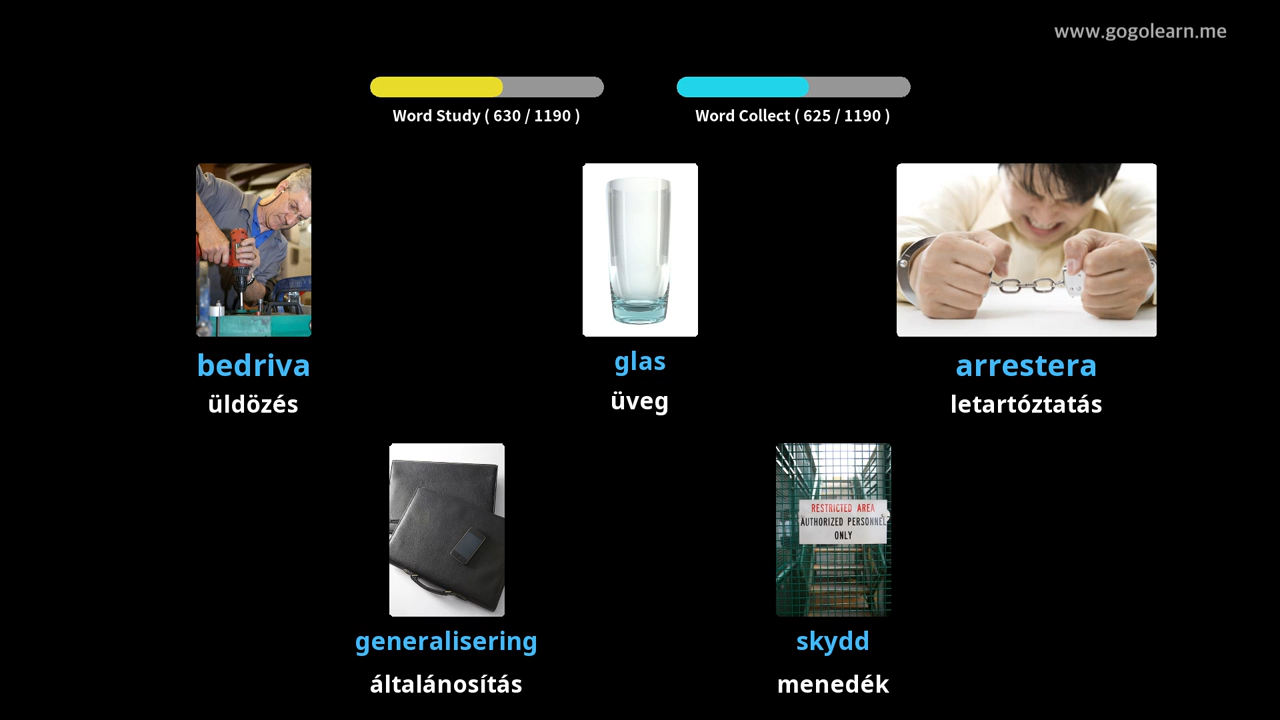 www.gogolearn.me
Word Study ( 630 / 1190 )
Word Collect ( 625 / 1190 )
bedriva
üldözés
glas
üveg
arrestera
letartóztatás
RESTRICTED AREA
AUTHORIZED PERSONNEL
ONLY
generalisering
általánosítás
skydd
menedék